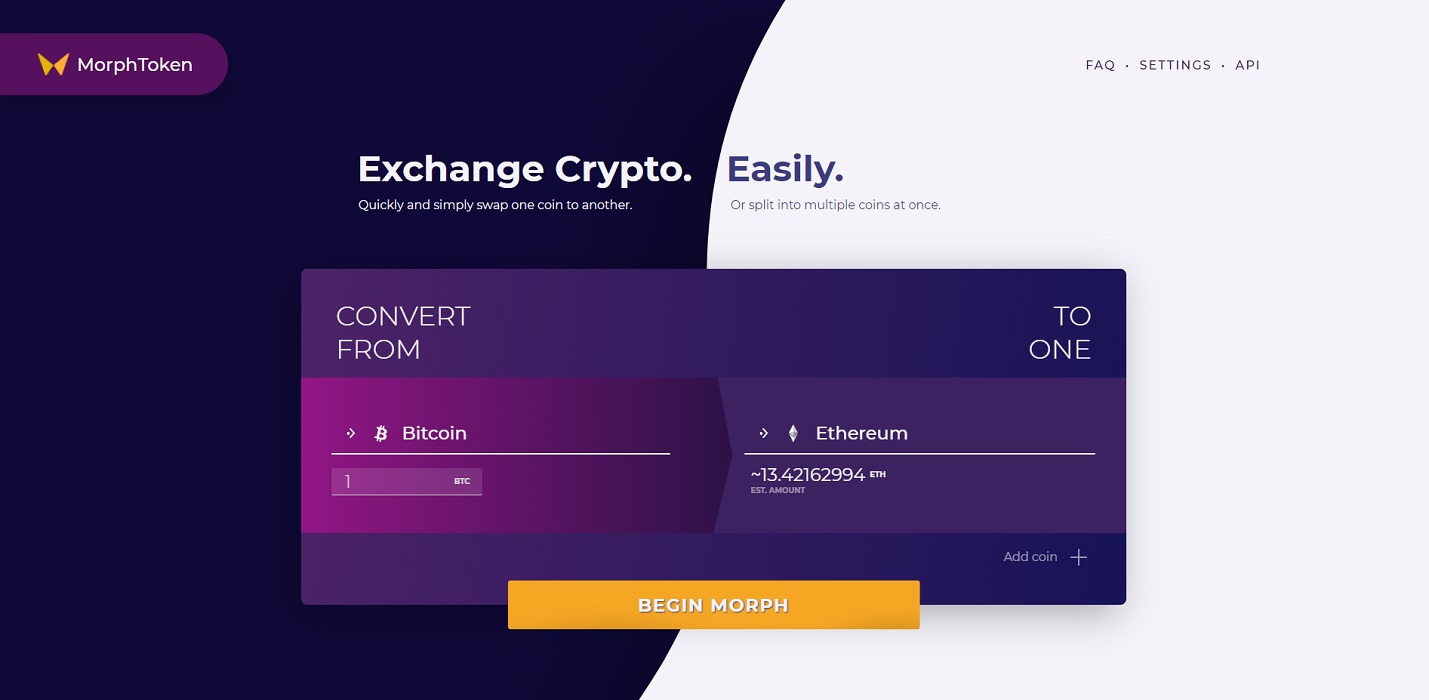 MorphToken
FAQ • SETTINGS • API
Exchange Crypto. Easily.
Quickly and simply swap one coin to another.
Or split into multiple coins at once.
CONVERT
FROM
TO
ONE
Bitcoin
1 BTC
Ethereum
~13.42162994 ETH
EST. AMOUNT
Add coin
BEGIN MORPH